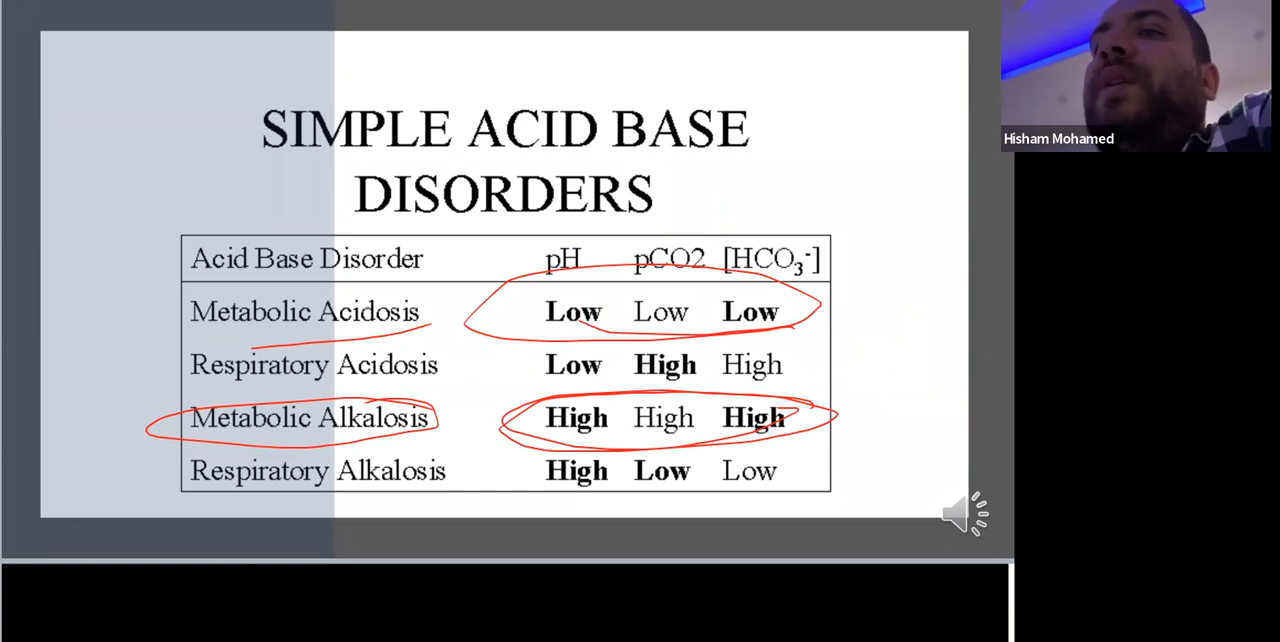 SIMPLE ACID BASE
DISORDERS
Acid Base Disorder pH pCO2 [HCO₃⁻]
Metabolic Acidosis Low Low Low
Respiratory Acidosis Low High High
Metabolic Alkalosis High High High
Respiratory Alkalosis High Low Low
Hisham Mohamed